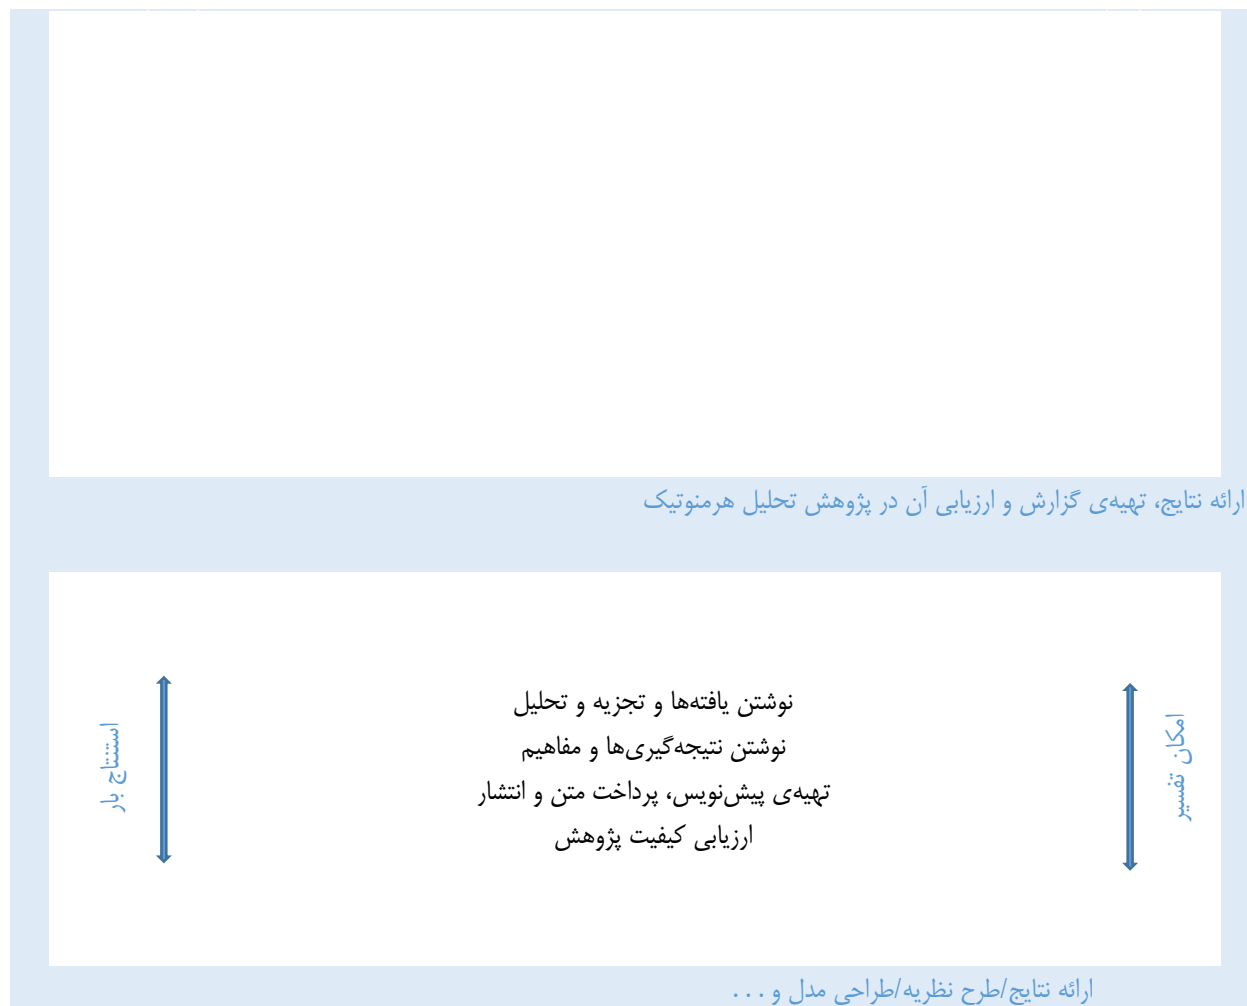 ارائه نتایج، تهیه‌ی گزارش و ارزیابی آن در پژوهش تحلیل هرمنوتیک
امکان تفسیر
نوشتن یافته‌ها و تجزیه و تحلیل
نوشتن نتیجه‌گیری‌ها و مفاهیم
تهیه‌ی پیش‌نویس، پرداخت متن و انتشار
ارزیابی کیفیت پژوهش
استنتاج بار
ارائه نتایج/طرح نظریه/طراحی مدل و . . .